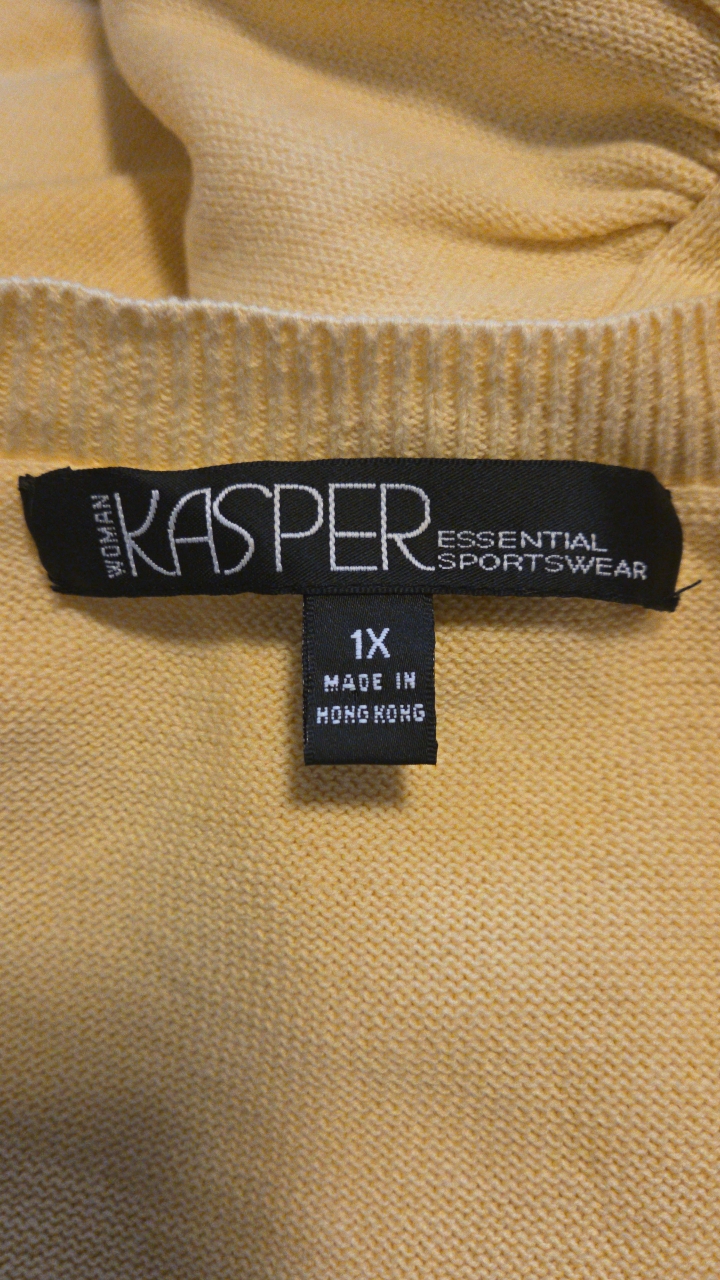 WOMAN
KASPER
ESSENTIAL
SPORTSWEAR
1X
MADE IN
HONG KONG